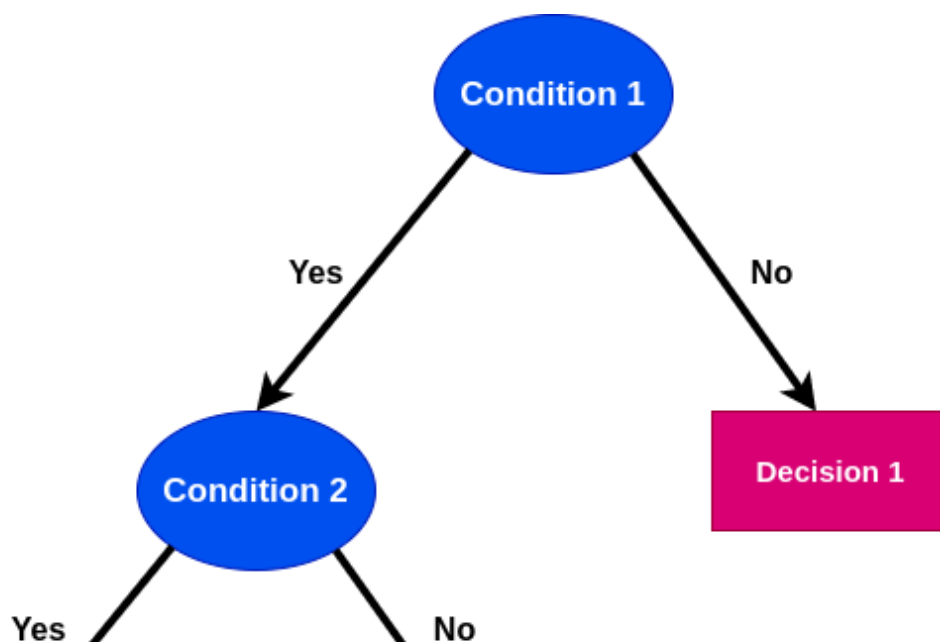 Condition 1
Yes
No
Decision 1
Condition 2
Yes
No